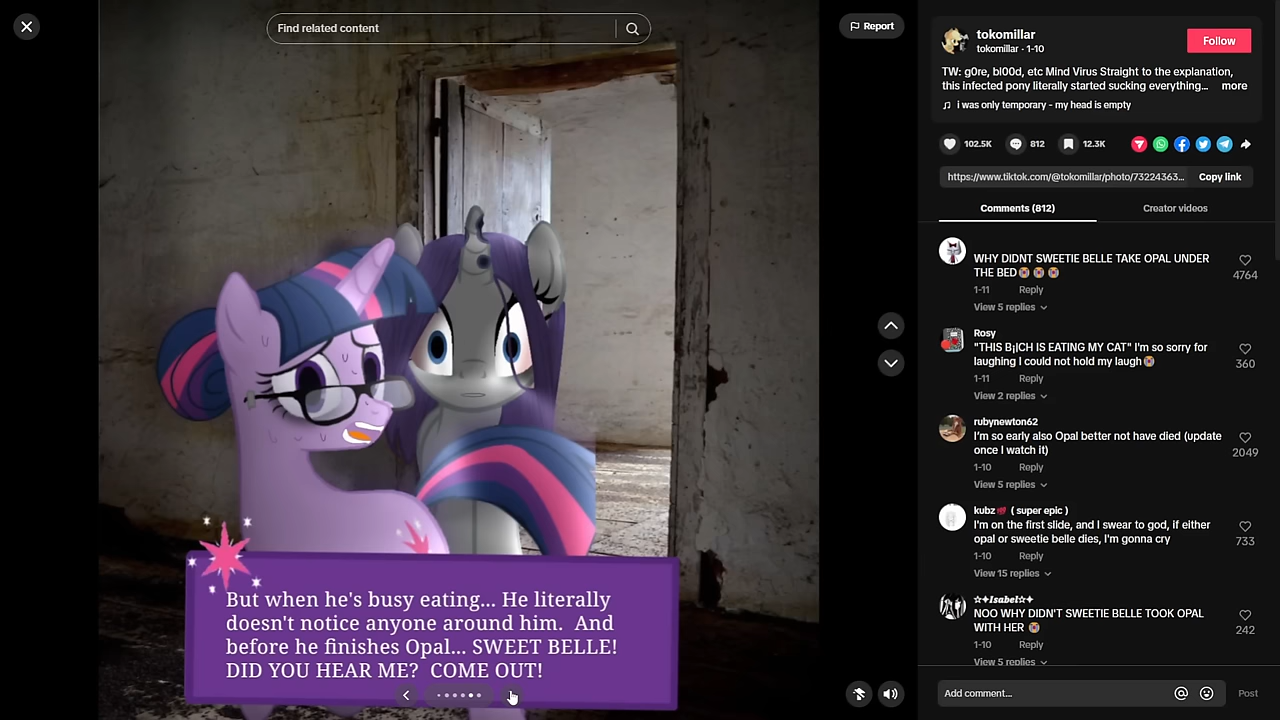 Find related content
Report
But when he's busy eating... He literally
doesn't notice anyone around him. And
before he finishes Opal... SWEET BELLE!
DID YOU HEAR ME? COME OUT!
tokomillar
tokomillar · 1-10
Follow
TW: g0re, bl00d, etc Mind Virus Straight to the explanation,
this infected pony literally started sucking everything... more
i was only temporary - my head is empty
102.5K 812 12.3K
https://www.tiktok.com/@tokomillar/photo/73224363... Copy link
Comments (812) Creator videos
WHY DIDNT SWEETIE BELLE TAKE OPAL UNDER
THE BED😭😭😭
4764
1-11 Reply
View 5 replies
Rosy
"THIS B¡¡CH IS EATING MY CAT" I'm so sorry for
laughing I could not hold my laugh😭
360
1-11 Reply
View 2 replies
rubynewton62
I'm so early also Opal better not have died (update
once I watch it)
2049
1-10 Reply
View 5 replies
kubz🎀 ( super epic )
I'm on the first slide, and I swear to god, if either
opal or sweetie belle dies, I'm gonna cry
733
1-10 Reply
View 15 replies
☆✦Isabel☆✦
NOO WHY DIDN'T SWEETIE BELLE TOOK OPAL
WITH HER 😭
242
1-10 Reply
View 5 replies
Add comment... Post